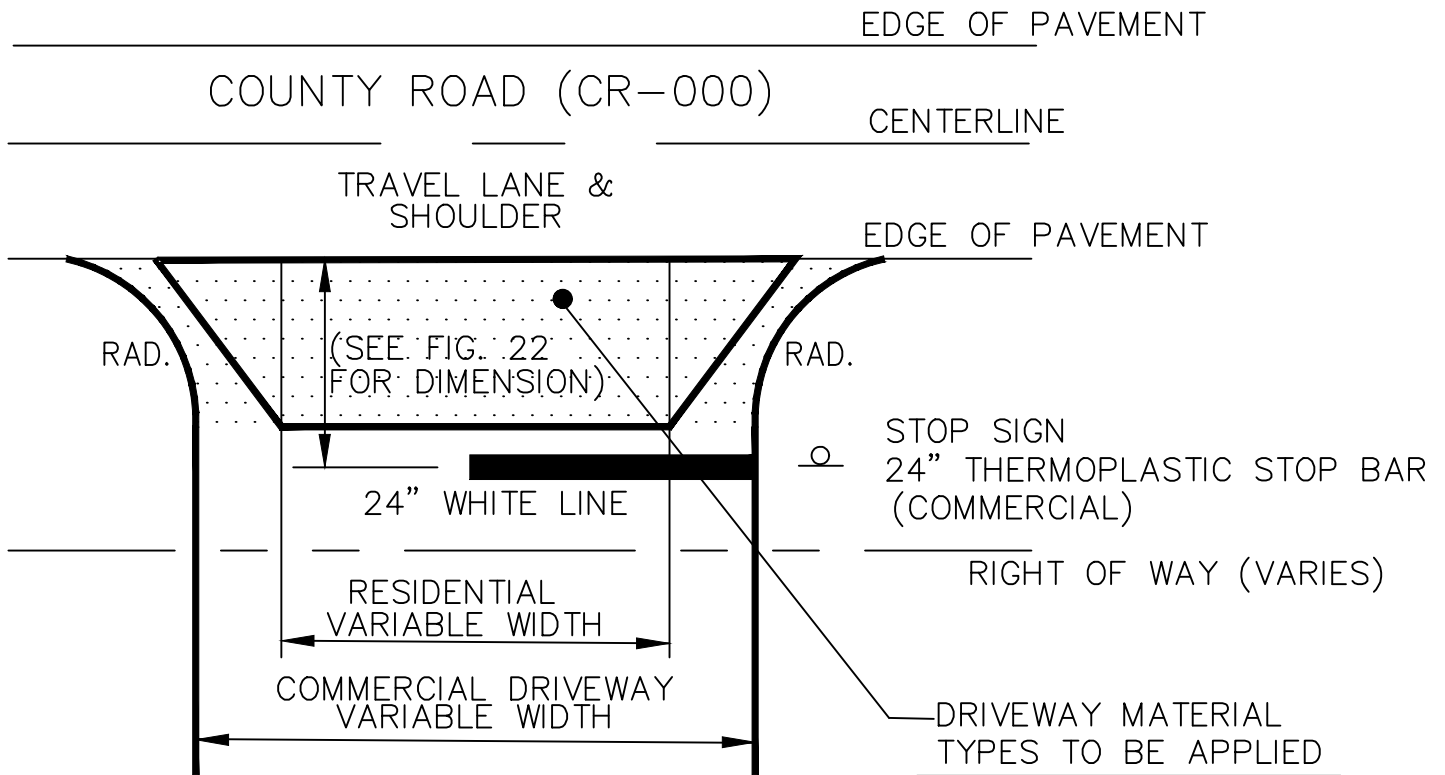 EDGE OF PAVEMENT
COUNTY ROAD (CR-000)
CENTERLINE
TRAVEL LANE &
SHOULDER
EDGE OF PAVEMENT
RAD.
(SEE FIG. 22
FOR DIMENSION)
RAD.
STOP SIGN
24" THERMOPLASTIC STOP BAR
(COMMERCIAL)
24" WHITE LINE
RIGHT OF WAY (VARIES)
RESIDENTIAL
VARIABLE WIDTH
COMMERCIAL DRIVEWAY
VARIABLE WIDTH
DRIVEWAY MATERIAL
TYPES TO BE APPLIED